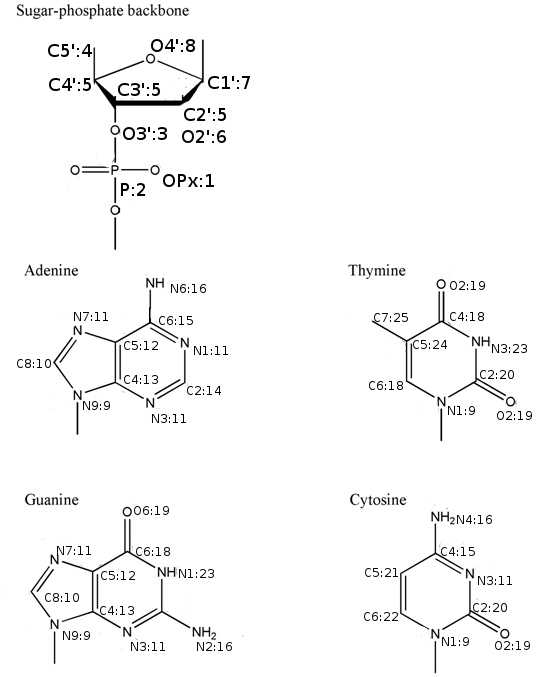 Sugar-phosphate backbone
C5':4
O4':8
O
C4':5
C3':5
C1':7
C2':5
O
O3':3
O2':6
O
P
O
OPx:1
P:2
O
Adenine
NH
N6:16
N7:11
N
C6:15
C5:12
N
N1:11
C8:10
C4:13
C2:14
N
N9:9
N
N3:11
Thymine
O
O2:19
C7:25
C4:18
C5:24
NH
N3:23
C6:18
C2:20
N
N1:9
O
O2:19
Guanine
O
O6:19
N7:11
N
C6:18
C5:12
NH
N1:23
C8:10
C4:13
N
N9:9
N
N3:11
NH2
N2:16
Cytosine
NH2
N4:16
C4:15
C5:21
N
N3:11
C6:22
C2:20
N
N1:9
O
O2:19